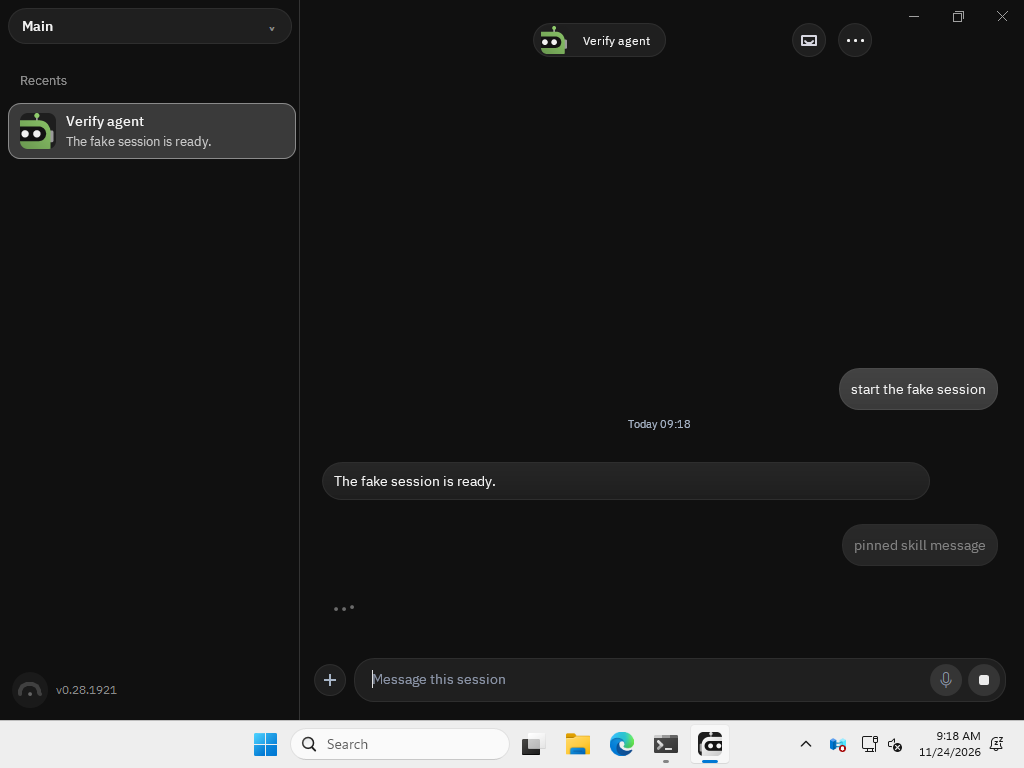 Main
Recents
Verify agent
The fake session is ready.
v0.28.1921
Verify agent
start the fake session
Today 09:18
The fake session is ready.
pinned skill message
Message this session
Search
9:18 AM
11/24/2026